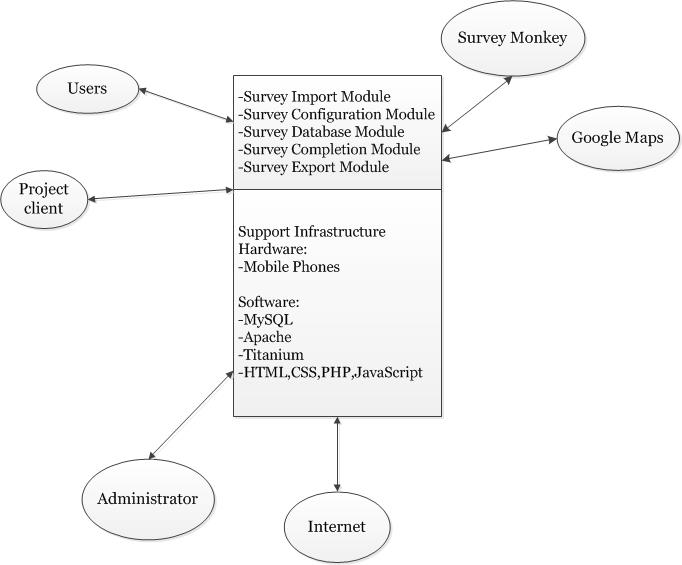 Survey Monkey
Users
-Survey Import Module
-Survey Configuration Module
-Survey Database Module
-Survey Completion Module
-Survey Export Module
Google Maps
Project
client
Support Infrastructure
Hardware:
-Mobile Phones
Software:
-MySQL
-Apache
-Titanium
-HTML,CSS,PHP,JavaScript
Administrator
Internet